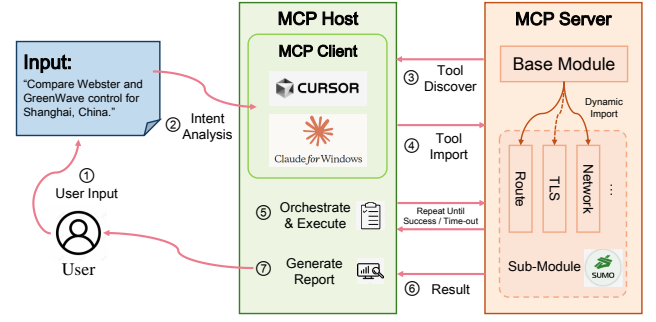 MCP Host
MCP Server
Input:
“Compare Webster and
GreenWave control for
Shanghai, China.”
①
User Input
User
②
Intent
Analysis
MCP Client
CURSOR
Claude for Windows
③
Tool
Discover
④
Tool
Import
Base Module
Dynamic
Import
Route
TLS
Network
...
Sub-Module
SUMO
⑤
Orchestrate
& Execute
Repeat Until
Success / Time-out
⑥
Result
⑦
Generate
Report